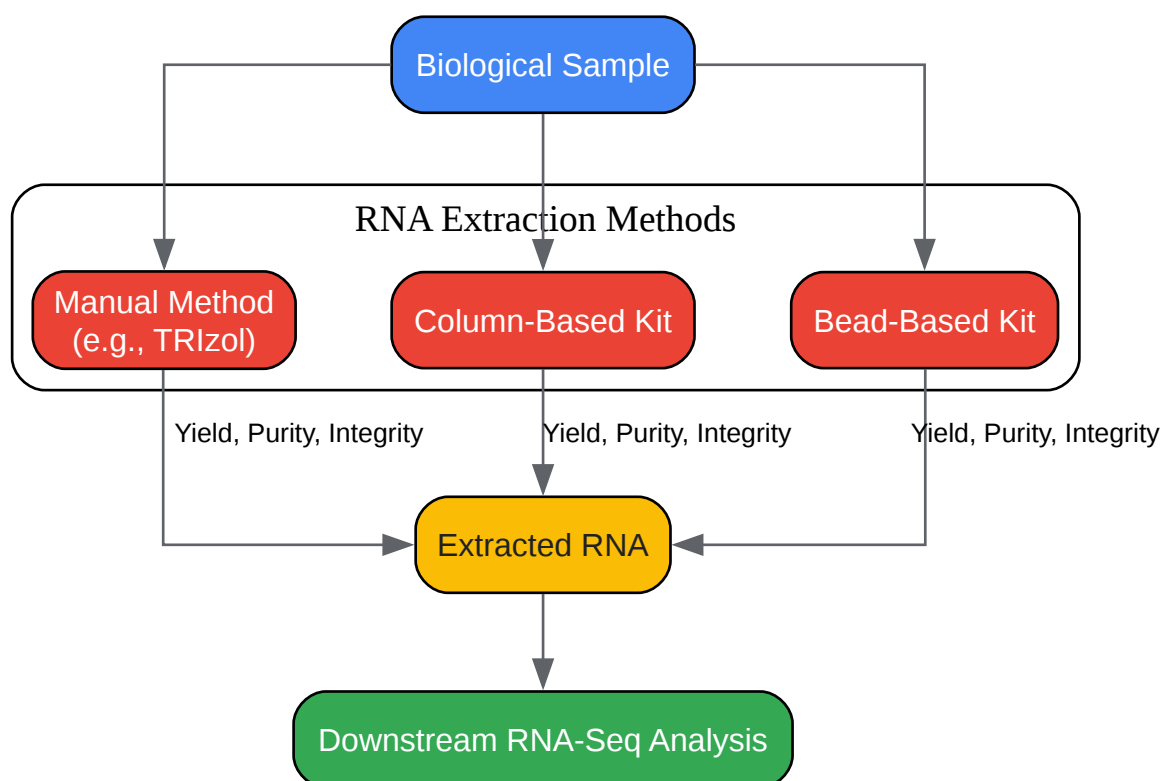 Biological Sample
RNA Extraction Methods
Manual Method
(e.g., TRIzol)
Column-Based Kit
Bead-Based Kit
Yield, Purity, Integrity
Yield, Purity, Integrity
Yield, Purity, Integrity
Extracted RNA
Downstream RNA-Seq Analysis